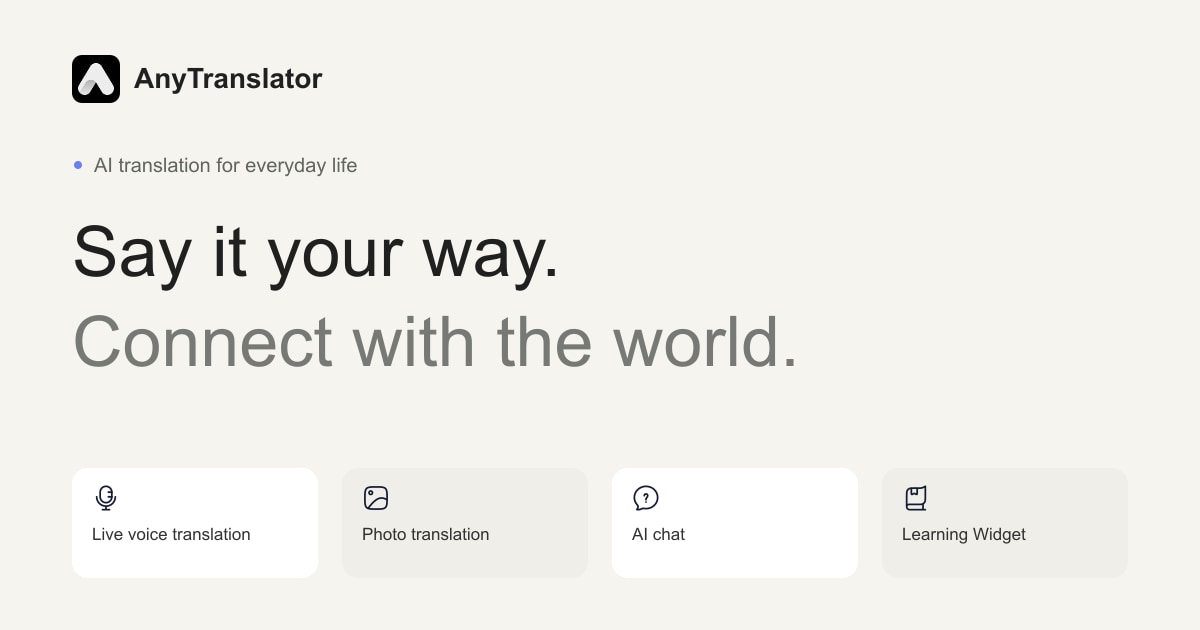 AnyTranslator
AI translation for everyday life
Say it your way.
Connect with the world.
Live voice translation
Photo translation
AI chat
Learning Widget